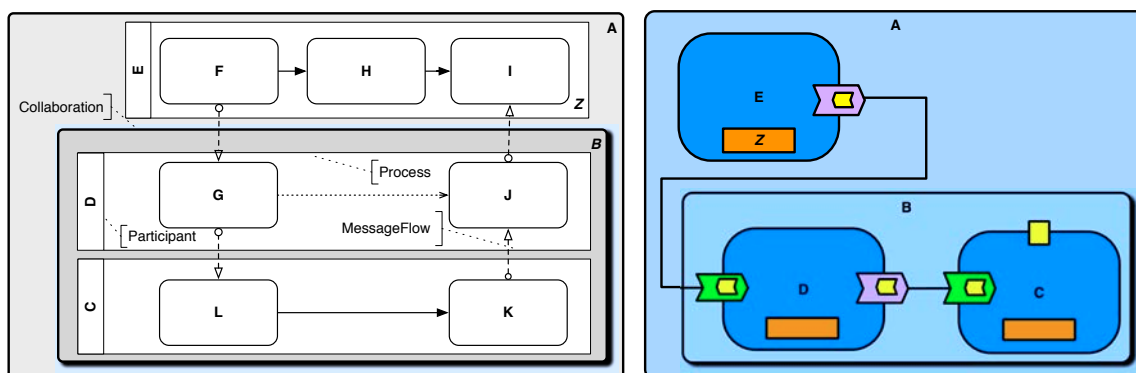 A
E
F
H
I
Z
Collaboration
B
Process
D
G
J
Participant
MessageFlow
C
L
K
A
E
Z
B
D
C